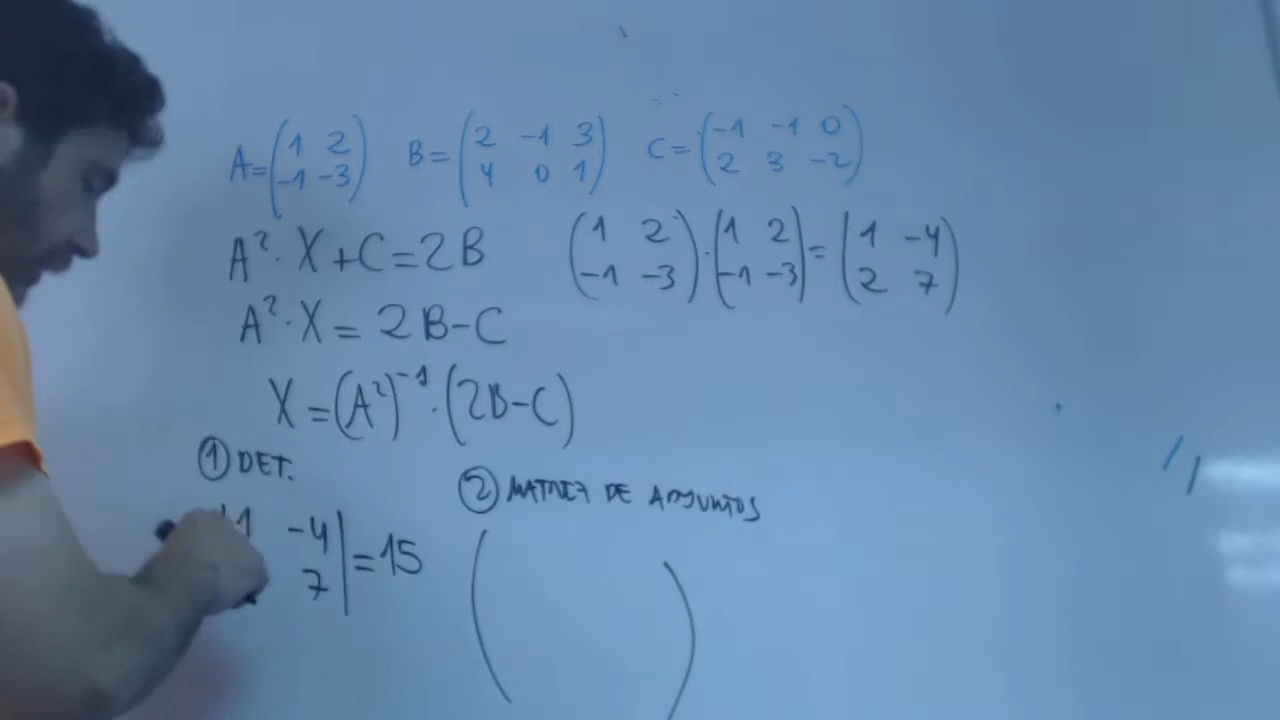 A = (1 2 -1 -3) B = (2 -1 3 4 0 1) C = (-1 -1 0 2 3 -2)
A²·X+C=2B (1 2 -1 -3)·(1 2 -1 -3)=(1 -4 2 7)
A²·X=2B-C
X=(A²)⁻¹·(2B-C)
① DET.
② MATRIZ DE ADJUNTOS
|1 -4 7|=15